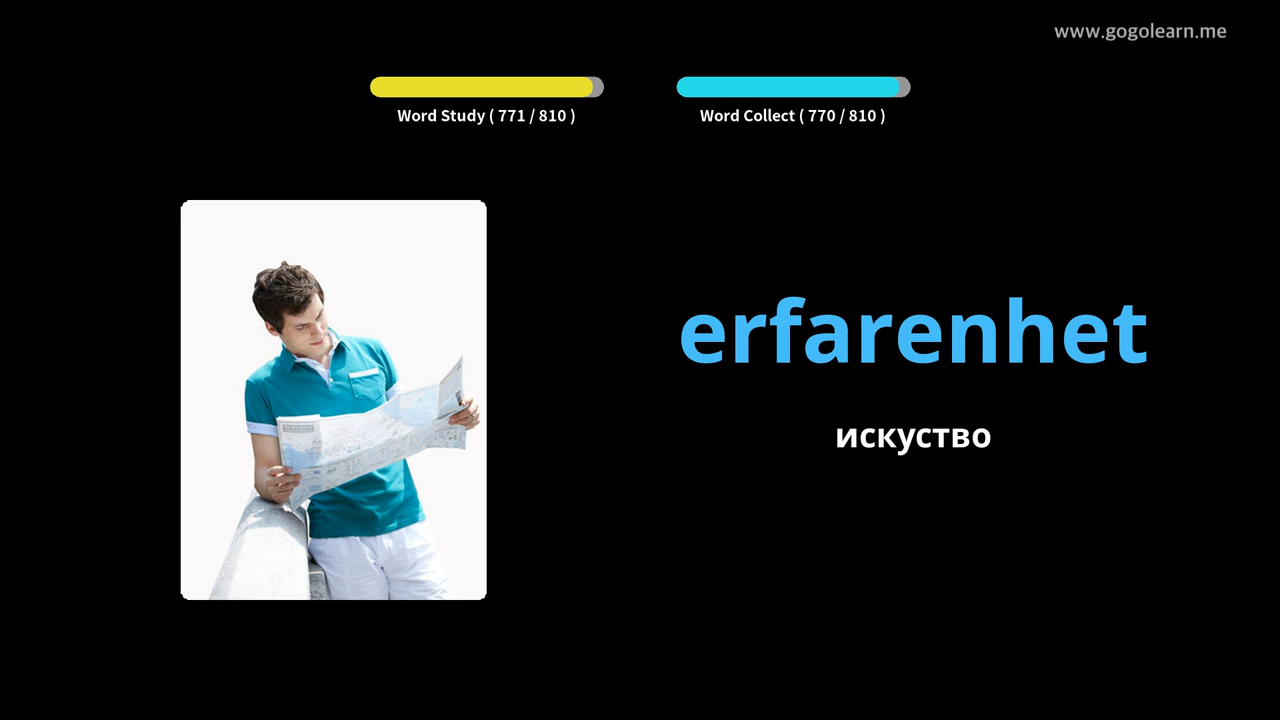 www.gogolearn.me
Word Study ( 771 / 810 )
Word Collect ( 770 / 810 )
erfarenhet
искуство